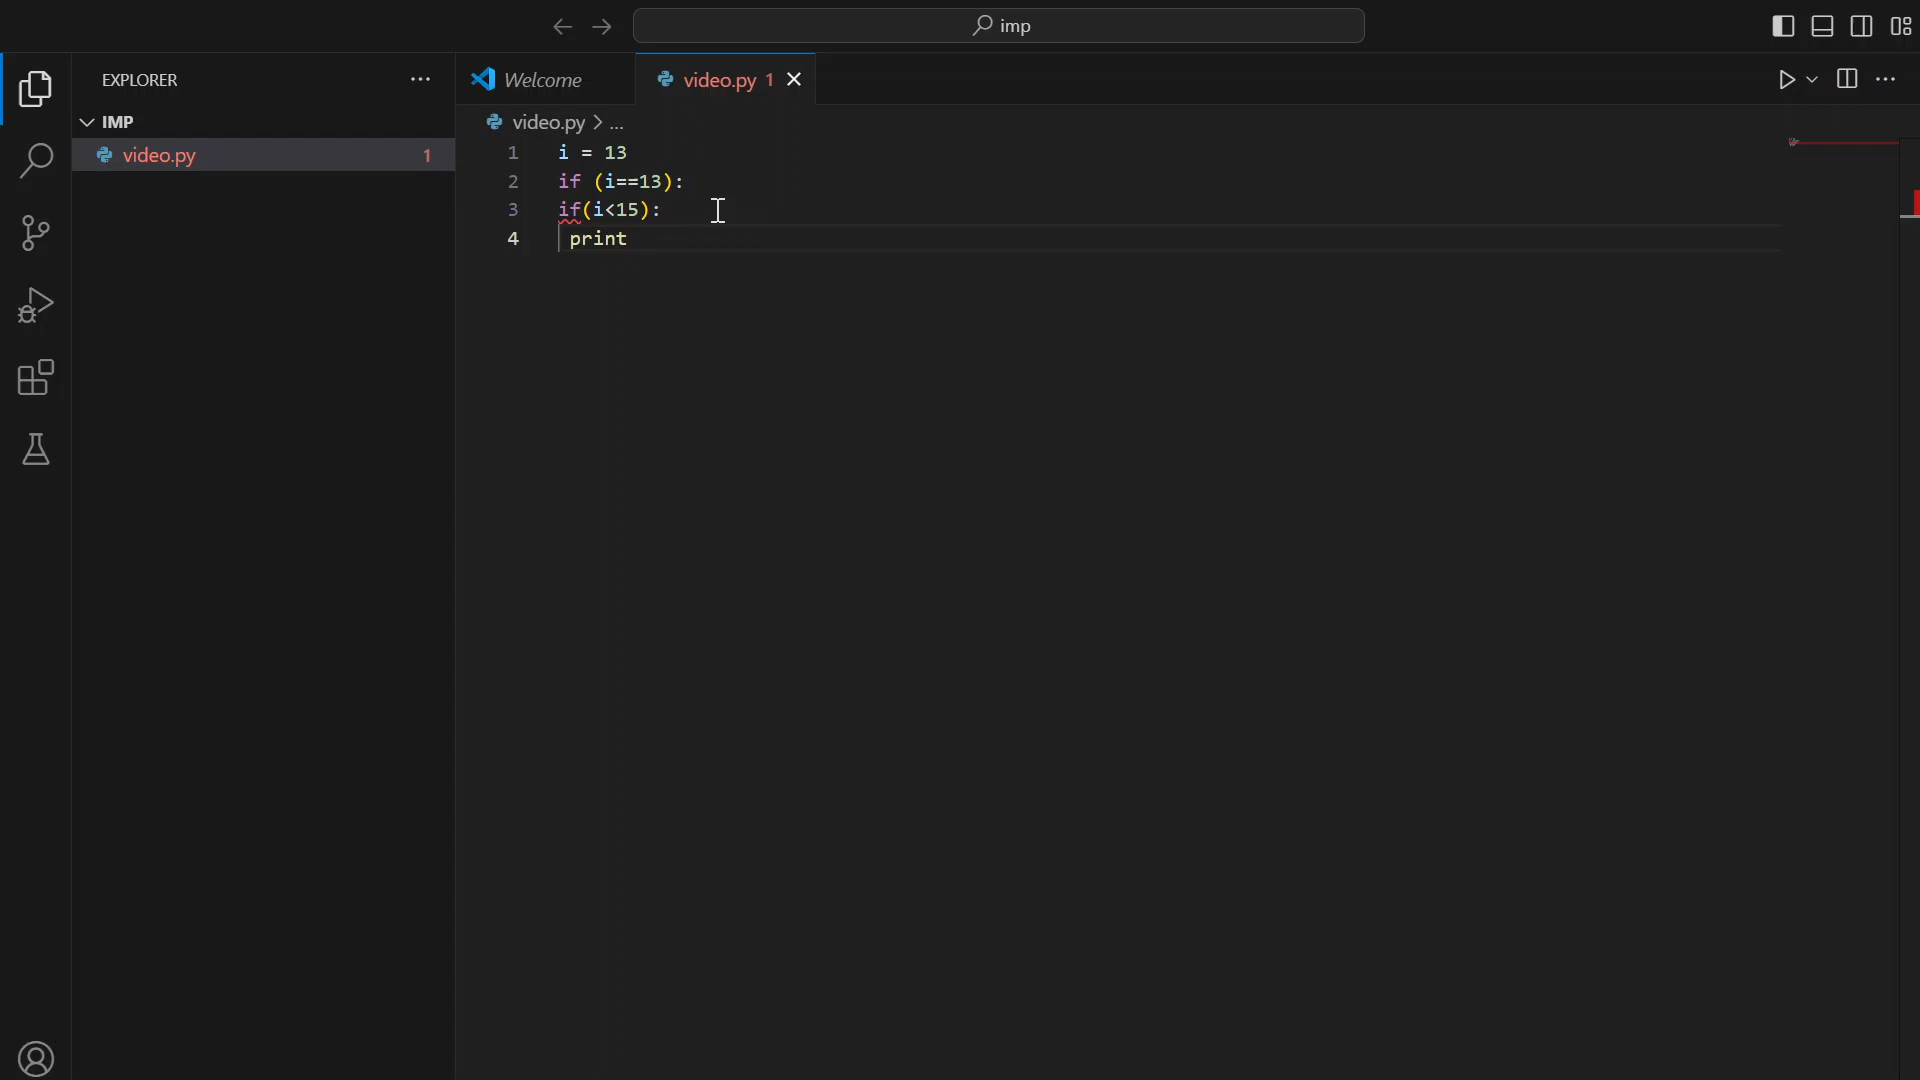 imp
EXPLORER
Welcome
video.py 1
IMP
video.py > ...
video.py 1
1 i = 13
2 if (i==13):
3 if(i<15):
4 print